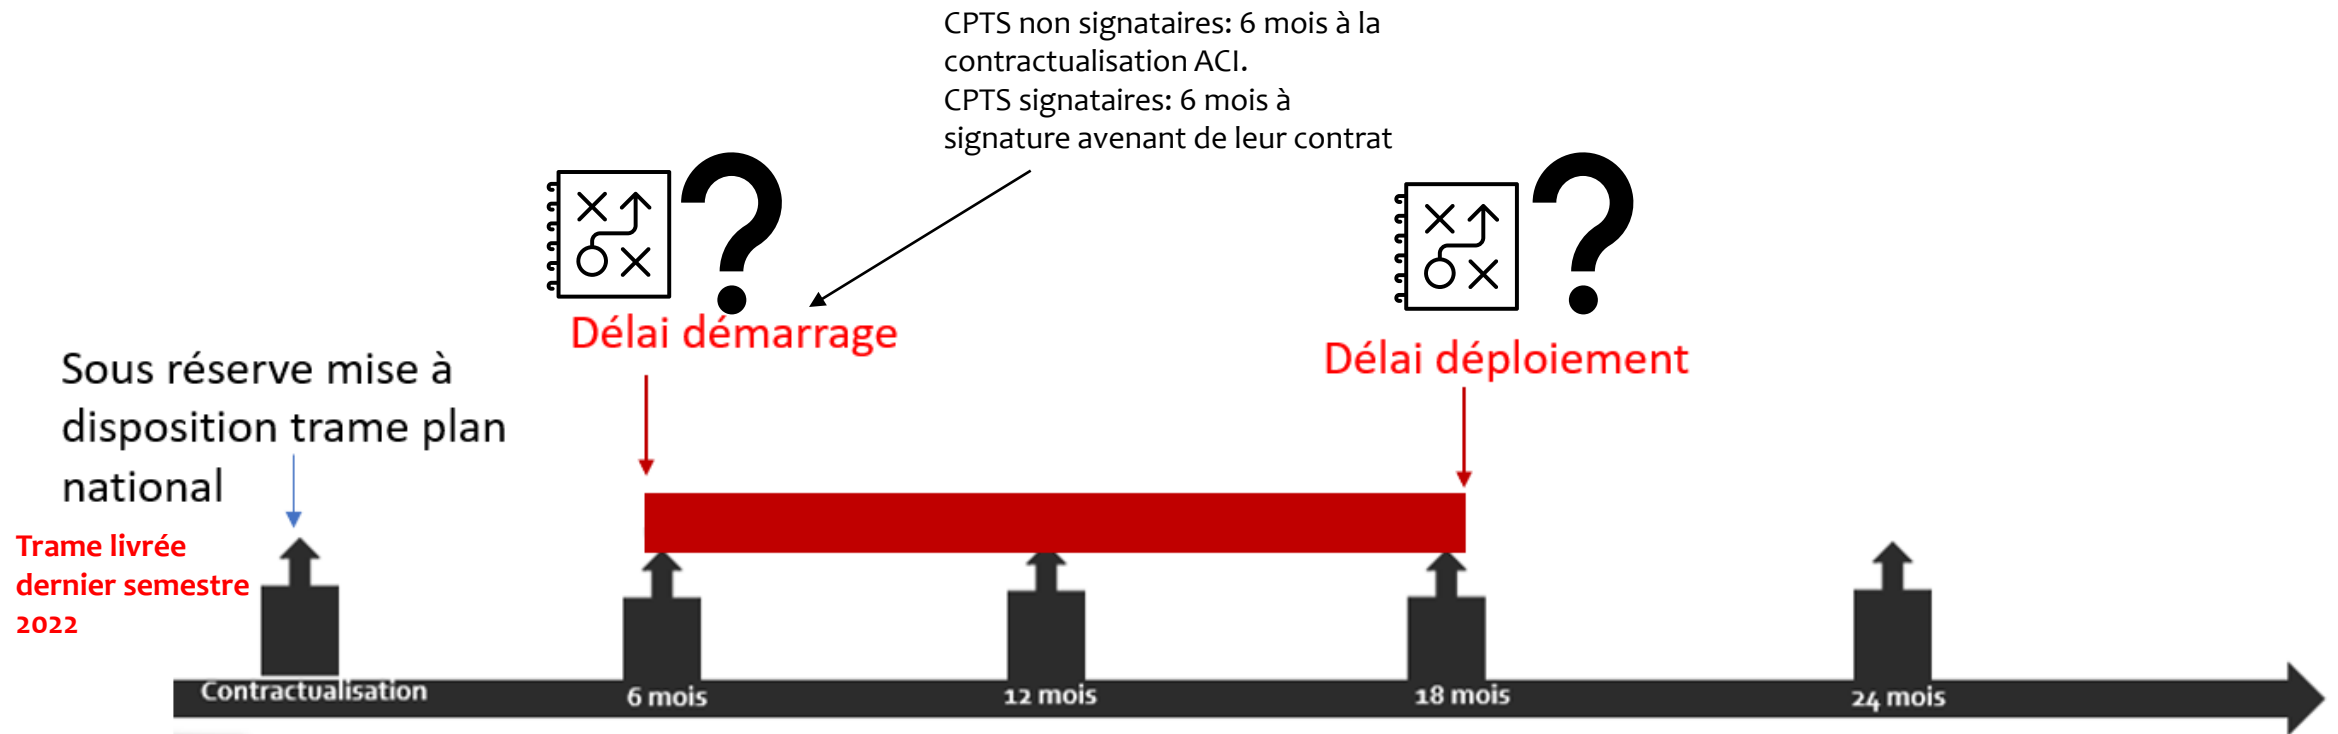 CPTS non signataires: 6 mois à la
contractualisation ACI.
CPTS signataires: 6 mois à
signature avenant de leur contrat
Délai démarrage
Délai déploiement
Sous réserve mise à
disposition trame plan
national
Trame livrée
dernier semestre
2022
Contractualisation
6 mois
12 mois
18 mois
24 mois